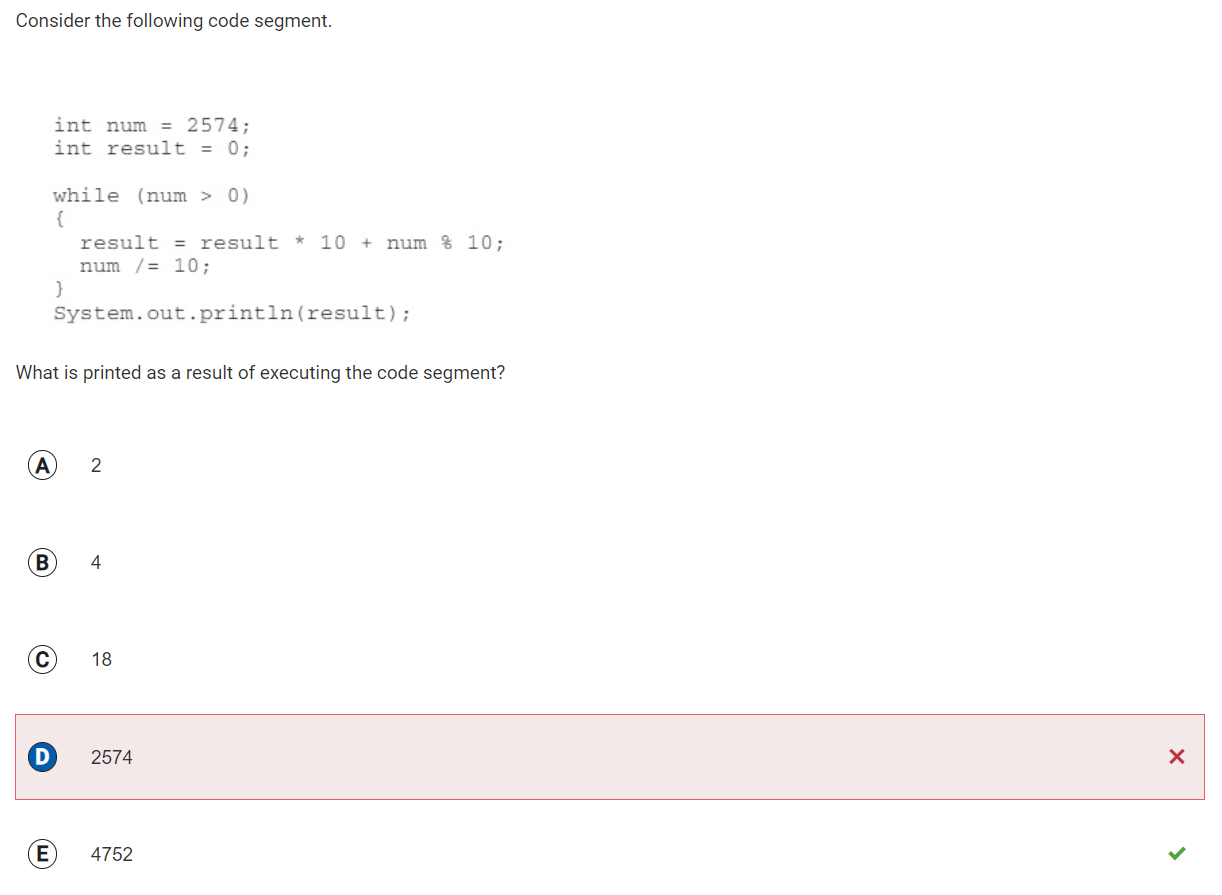 Consider the following code segment.
int num = 2574;
int result = 0;
while (num > 0)
{
result = result * 10 + num % 10;
num /= 10;
}
System.out.println(result);
What is printed as a result of executing the code segment?
A 2
B 4
C 18
D 2574
E 4752